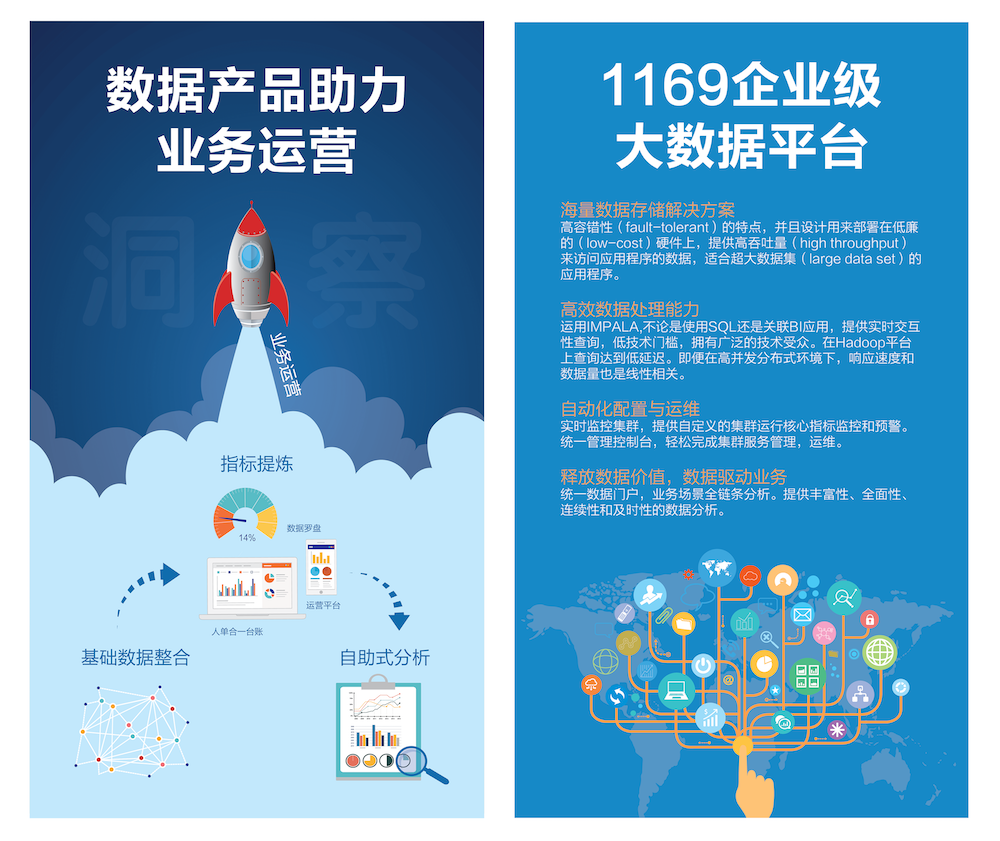 数据产品助力
业务运营
洞察
业务运营
指标提炼
14%
数据罗盘
运营平台
人单合一台账
基础数据整合
自助式分析
1169企业级
大数据平台
海量数据存储解决方案
高容错性（fault-tolerant）的特点，并且设计用来部署在低廉
的（low-cost）硬件上，提供高吞吐量（high throughput）
来访问应用程序的数据，适合超大数据集（large data set）的
应用程序。
高效数据处理能力
运用IMPALA,不论是使用SQL还是关联BI应用，提供实时交互
性查询，低技术门槛，拥有广泛的技术受众。在Hadoop平台
上查询达到低延迟。即便在高并发分布式环境下，响应速度和
数据量也是线性相关。
自动化配置与运维
实时监控集群，提供自定义的集群运行核心指标监控和预警。
统一管理控制台，轻松完成集群服务管理，运维。
释放数据价值，数据驱动业务
统一数据门户，业务场景全链条分析。提供丰富性、全面性、
连续性和及时性的数据分析。